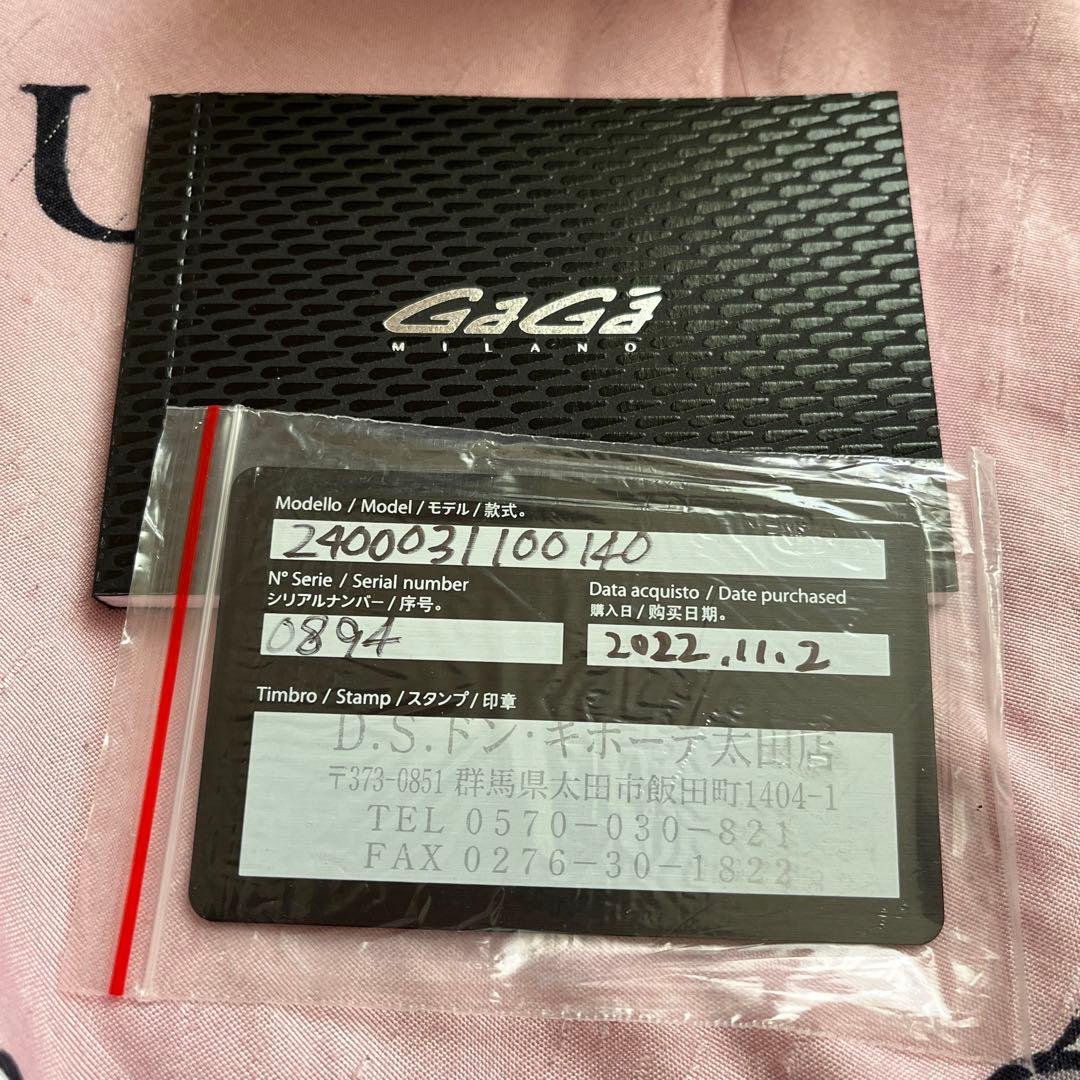 U
GaGà
MILANO
Modello / Model / モデル / 款式。
2400031100140
N° Serie / Serial number
シリアルナンバー / 序号。
0894
Data acquisto / Date purchased
購入日 / 购买日期。
2022.11.2
Timbro / Stamp / スタンプ / 印章
D.S.ドン・キホーテ太田店
〒373-0851 群馬県太田市飯田町1404-1
TEL 0570-030-821
FAX 0276-30-1822